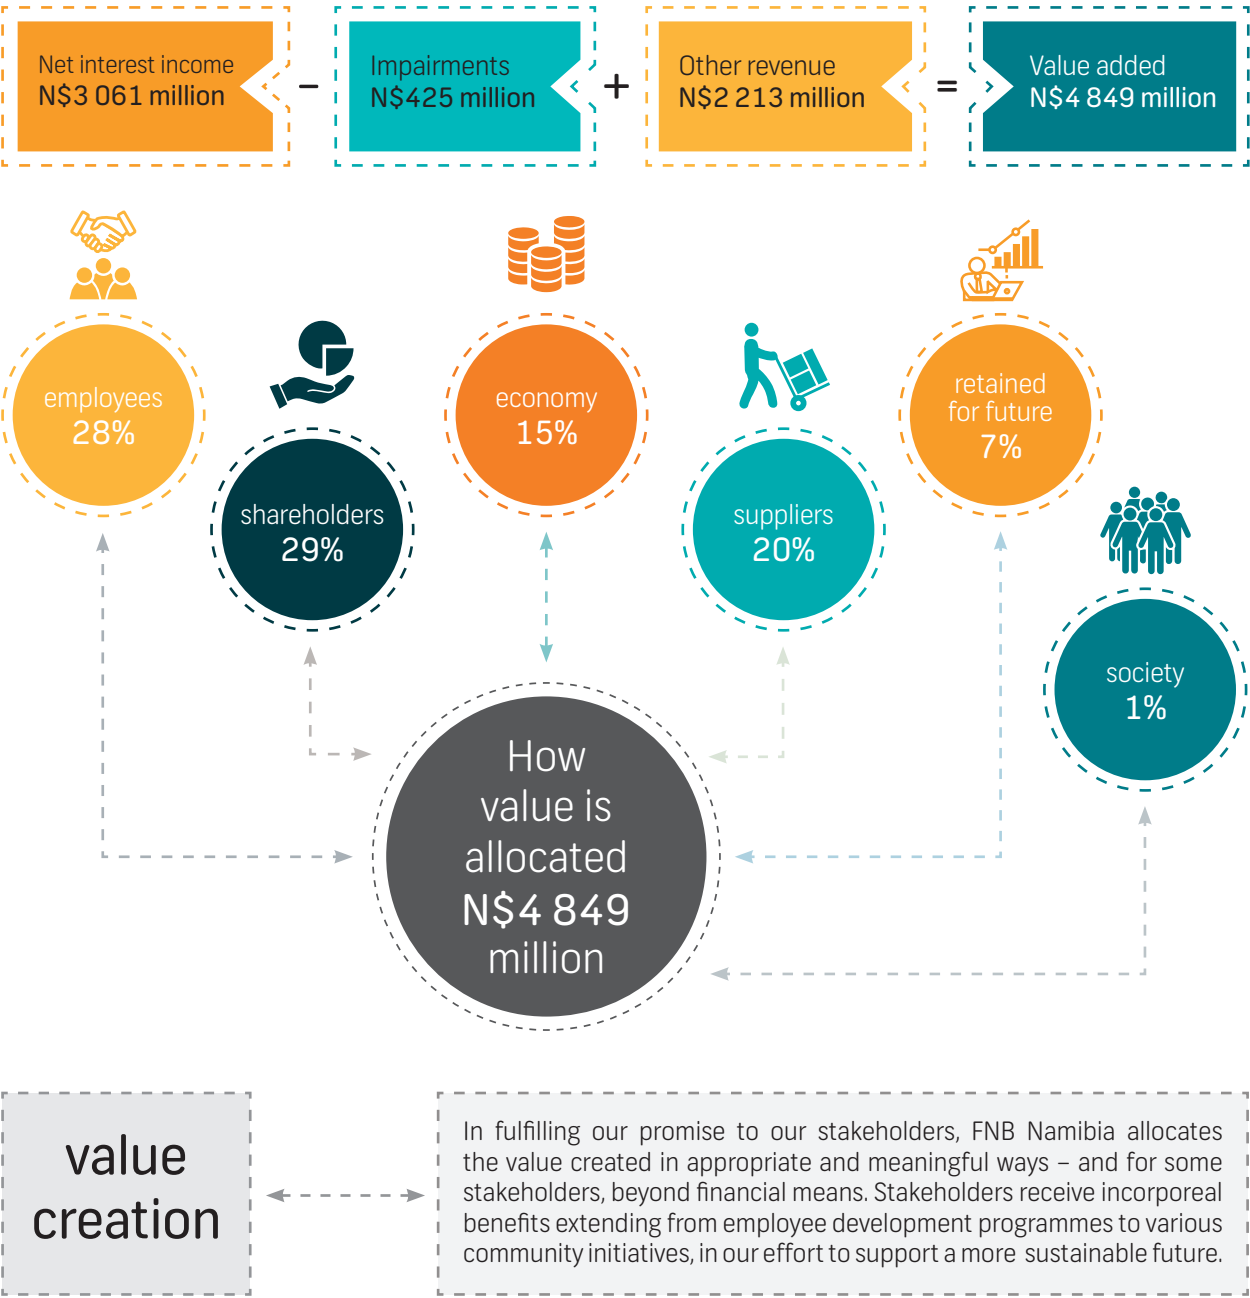 Net interest income
N$3 061 million
–
Impairments
N$425 million
+
Other revenue
N$2 213 million
=
Value added
N$4 849 million
employees
28%
shareholders
29%
economy
15%
suppliers
20%
retained
for future
7%
society
1%
How
value is
allocated
N$4 849
million
value
creation
In fulfilling our promise to our stakeholders, FNB Namibia allocates
the value created in appropriate and meaningful ways – and for some
stakeholders, beyond financial means. Stakeholders receive incorporeal
benefits extending from employee development programmes to various
community initiatives, in our effort to support a more sustainable future.